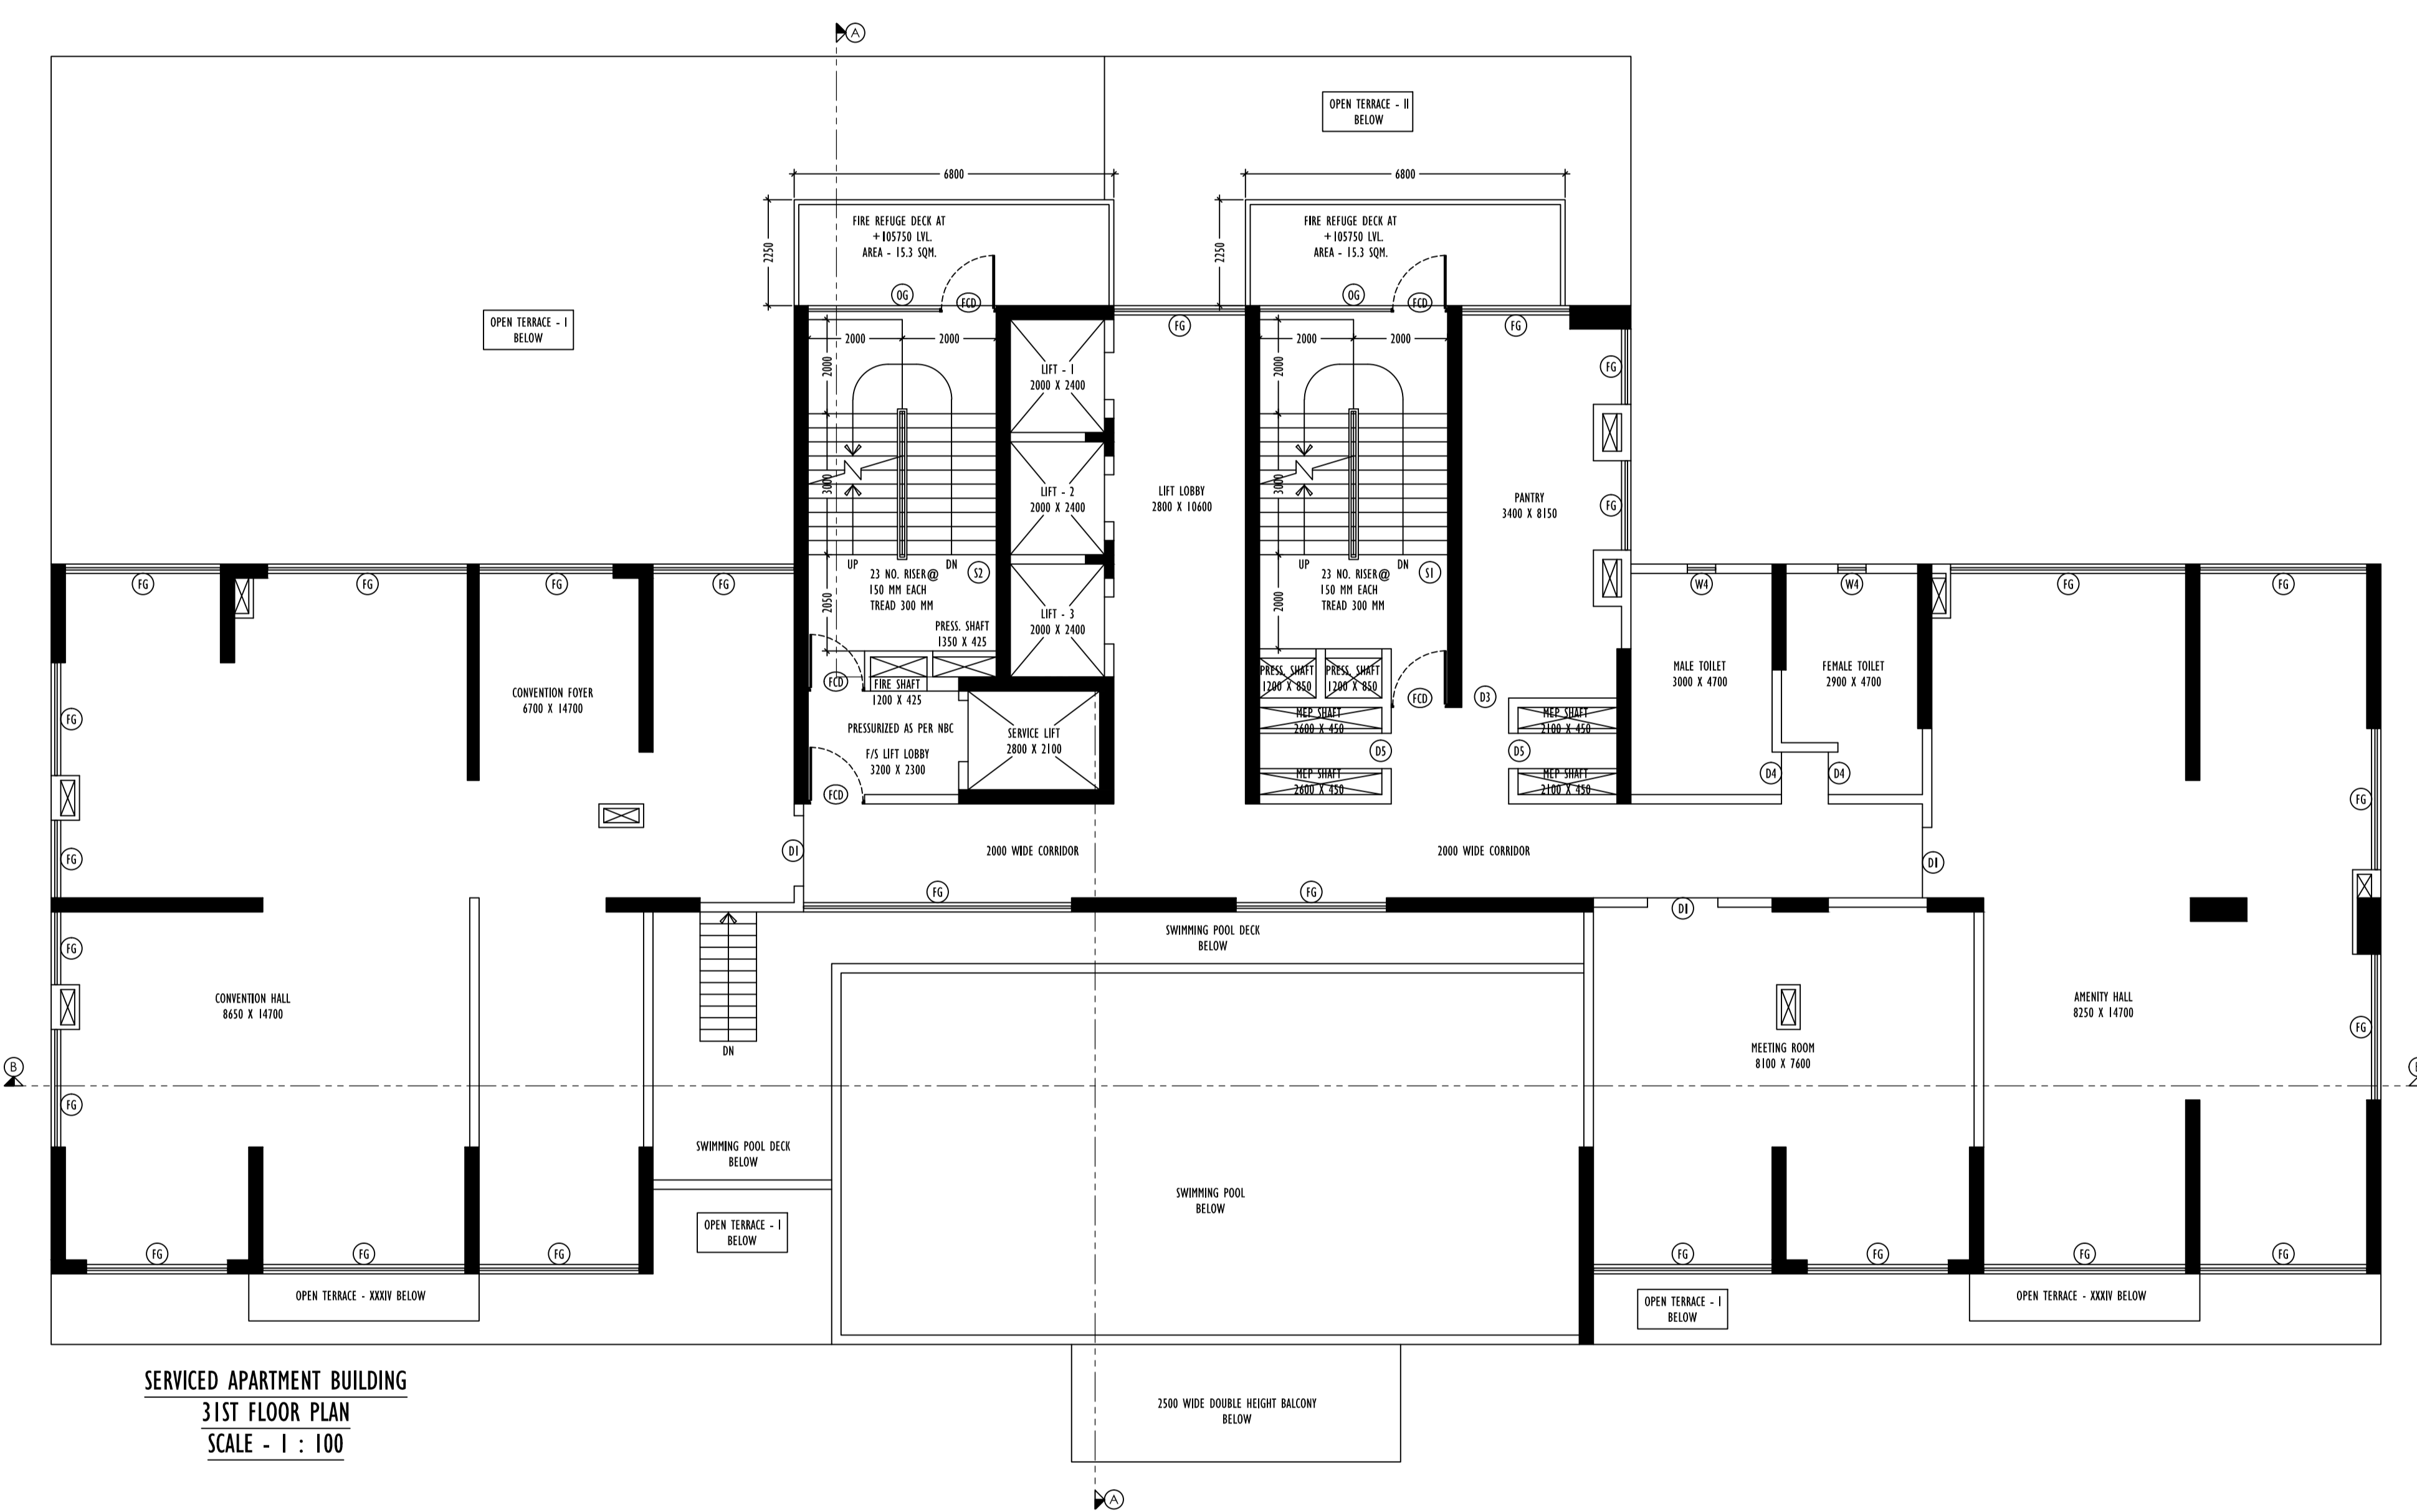 A
OPEN TERRACE - II
BELOW
6800
6800
FIRE REFUGE DECK AT
+105750 LVL.
AREA - 15.3 SQM.
FIRE REFUGE DECK AT
+105750 LVL.
AREA - 15.3 SQM.
2250
2250
OG
FCD
OG
FCD
OPEN TERRACE - I
BELOW
FG
FG
2000
2000
2000
2000
2000
2000
LIFT - 1
2000 X 2400
FG
3000
3000
LIFT - 2
2000 X 2400
LIFT LOBBY
2800 X 10600
PANTRY
3400 X 8150
FG
UP
DN
S2
UP
DN
S1
23 NO. RISER@
150 MM EACH
TREAD 300 MM
23 NO. RISER@
150 MM EACH
TREAD 300 MM
2050
2000
LIFT - 3
2000 X 2400
FG
FG
FG
FG
W4
W4
FG
FG
PRESS. SHAFT
1350 X 425
FCD
FIRE SHAFT
1200 X 425
PRESS. SHAFT
1200 X 850
PRESS. SHAFT
1200 X 850
FCD
D3
MALE TOILET
3000 X 4700
FEMALE TOILET
2900 X 4700
CONVENTION FOYER
6700 X 14700
FG
PRESSURIZED AS PER NBC
F/S LIFT LOBBY
3200 X 2300
SERVICE LIFT
2800 X 2100
MEP SHAFT
2600 X 450
MEP SHAFT
2100 X 450
D5
D5
MEP SHAFT
2600 X 450
MEP SHAFT
2100 X 450
D4
D4
FCD
FG
FG
D1
2000 WIDE CORRIDOR
2000 WIDE CORRIDOR
D1
FG
FG
D1
FG
SWIMMING POOL DECK
BELOW
CONVENTION HALL
8650 X 14700
AMENITY HALL
8250 X 14700
FG
DN
MEETING ROOM
8100 X 7600
B
FG
SWIMMING POOL DECK
BELOW
SWIMMING POOL
BELOW
OPEN TERRACE - I
BELOW
FG
FG
FG
FG
FG
FG
FG
OPEN TERRACE - XXXIV BELOW
OPEN TERRACE - I
BELOW
OPEN TERRACE - XXXIV BELOW
SERVICED APARTMENT BUILDING
31ST FLOOR PLAN
SCALE - 1 : 100
2500 WIDE DOUBLE HEIGHT BALCONY
BELOW
A